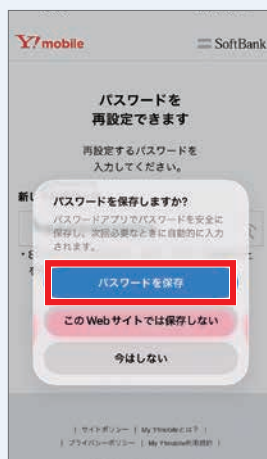 Y!mobile
SoftBank
パスワードを
再設定できます
再設定するパスワードを
入力してください。
新し
パスワードを保存しますか?
パスワードアプリでパスワードを安全に
保存し、次回必要なときに自動的に入力
されます。
パスワードを保存
このWebサイトでは保存しない
今はしない
| サイトポリシー | My Y!mobileとは? |
| プライバシーポリシー | My Y!mobile利用規約 |